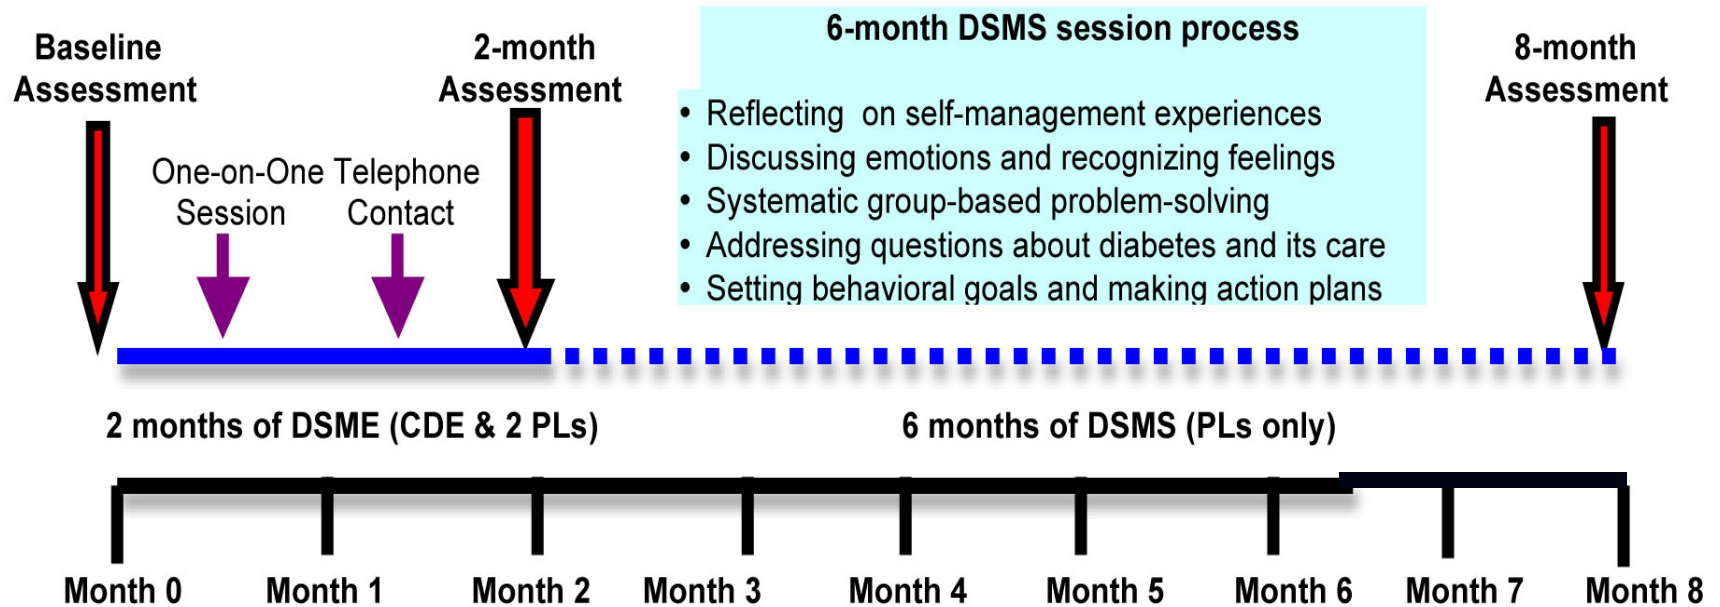 Baseline
Assessment
2-month
Assessment
6-month DSMS session process
8-month
Assessment
One-on-One
Session
Telephone
Contact
• Reflecting on self-management experiences
• Discussing emotions and recognizing feelings
• Systematic group-based problem-solving
• Addressing questions about diabetes and its care
• Setting behavioral goals and making action plans
2 months of DSME (CDE & 2 PLs)
6 months of DSMS (PLs only)
Month 0
Month 1
Month 2
Month 3
Month 4
Month 5
Month 6
Month 7
Month 8